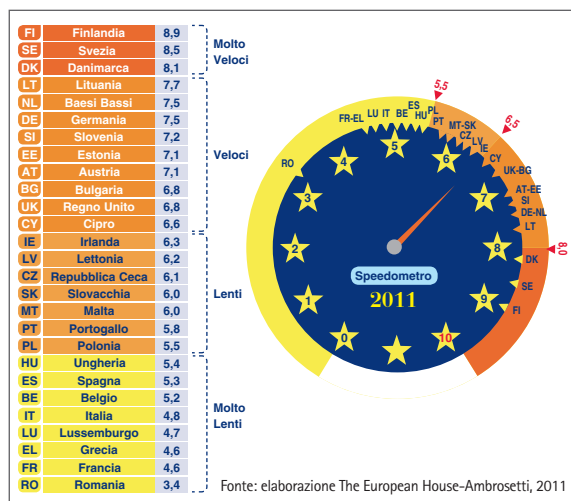 FI Finlandia 8,9
SE Svezia 8,5
DK Danimarca 8,1
Molto
Veloci
LT Lituania 7,7
NL Baesi Bassi 7,5
DE Germania 7,5
SI Slovenia 7,2
EE Estonia 7,1
AT Austria 7,1
BG Bulgaria 6,8
UK Regno Unito 6,8
CY Cipro 6,6
Veloci
IE Irlanda 6,3
LV Lettonia 6,2
CZ Repubblica Ceca 6,1
SK Slovacchia 6,0
MT Malta 6,0
PT Portogallo 5,8
PL Polonia 5,5
Lenti
HU Ungheria 5,4
ES Spagna 5,3
BE Belgio 5,2
IT Italia 4,8
LU Lussemburgo 4,7
EL Grecia 4,6
FR Francia 4,6
RO Romania 3,4
Molto
Lenti
RO
FR-EL
LU
IT
BE
ES
HU
PL
5,5
PT
MT-SK
CZ
LV
IE
6,5
CY
UK-BG
AT-EE
SI
DE-NL
LT
8,0
DK
SE
FI
0
1
2
3
4
5
6
7
8
9
10
Speedometro
2011
Fonte: elaborazione The European House-Ambrosetti, 2011